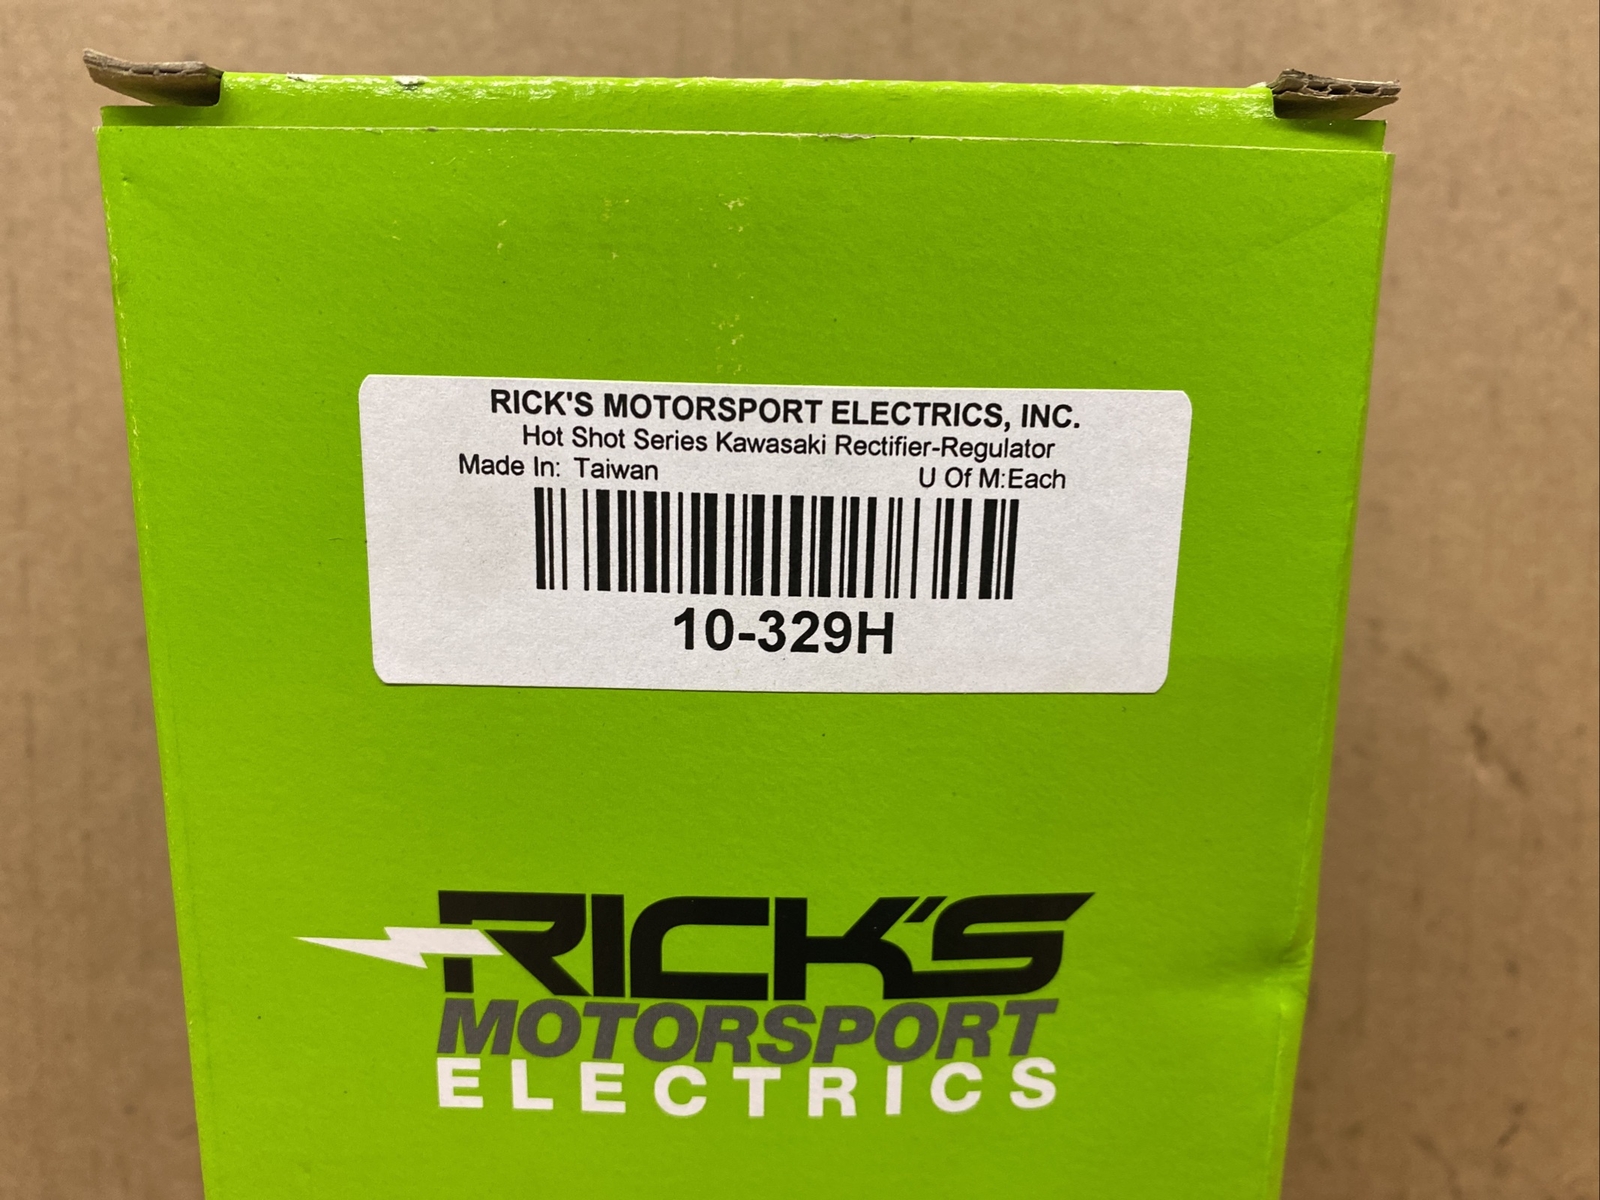 RICK'S MOTORSPORT ELECTRICS, INC.
Hot Shot Series Kawasaki Rectifier-Regulator
Made In: Taiwan U Of M:Each
10-329H
RICK'S
MOTORSPORT
ELECTRICS